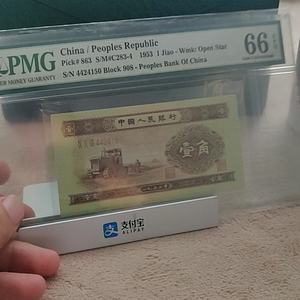 PMG
China / Peoples Republic
Pick# 863 S/M#C283-4 1953 1 Jiao - Wmk: Open Star
S/N 4424150 Block 908 - Peoples Bank Of China
66
中国人民银行
壹角
支 支付宝
ALIPAY